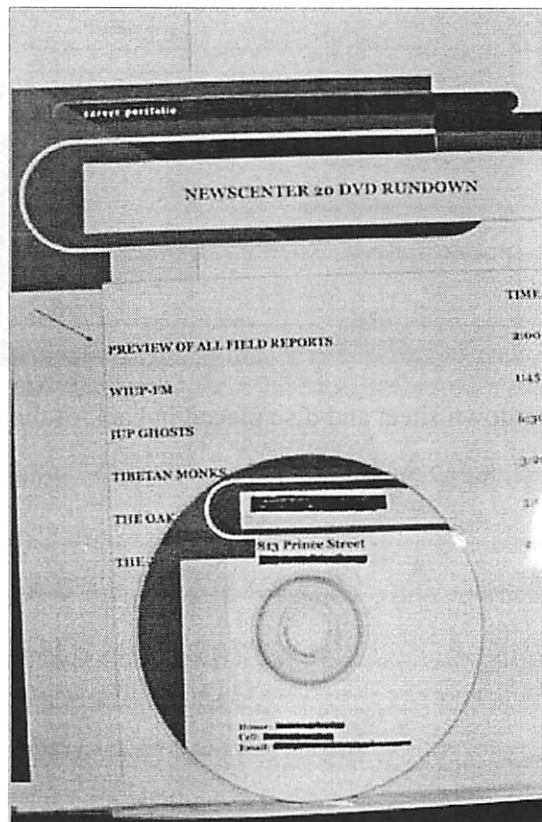 career portfolio
NEWSCENTER 20 DVD RUNDOWN
TIME
PREVIEW OF ALL FIELD REPORTS 2:00
WIUP-FM 1:45
IUP GHOSTS
TIBETAN MONKS
THE OAK
THE
813 Prince Street
Home:
Cell:
Email: